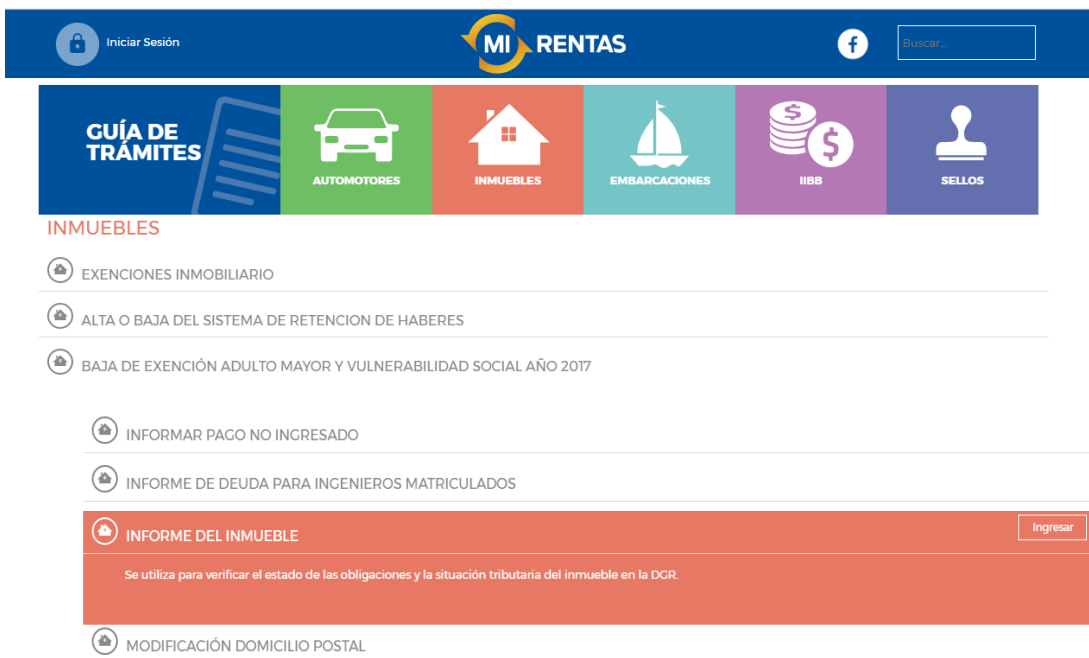 Iniciar Sesión
MI RENTAS
f
Buscar...
GUÍA DE
TRÁMITES
AUTOMOTORES
INMUEBLES
EMBARCACIONES
$
$
IIBB
SELLOS
INMUEBLES
EXENCIONES INMOBILIARIO
ALTA O BAJA DEL SISTEMA DE RETENCION DE HABERES
BAJA DE EXENCIÓN ADULTO MAYOR Y VULNERABILIDAD SOCIAL AÑO 2017
INFORMAR PAGO NO INGRESADO
INFORME DE DEUDA PARA INGENIEROS MATRICULADOS
INFORME DEL INMUEBLE
Ingresar
Se utiliza para verificar el estado de las obligaciones y la situación tributaria del inmueble en la DGR.
MODIFICACIÓN DOMICILIO POSTAL